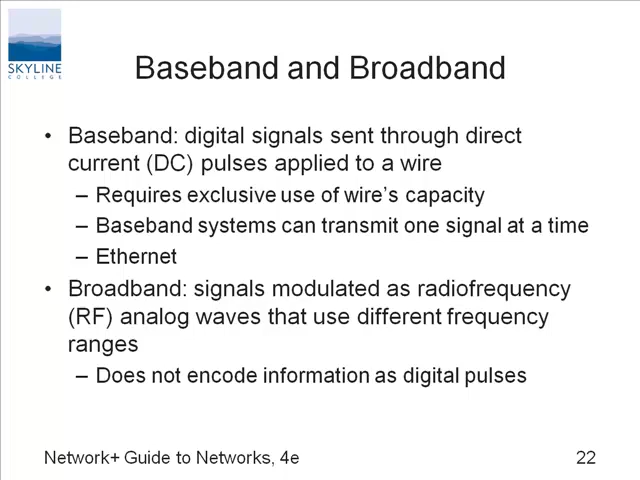 SKYLINE
COLLEGE
Baseband and Broadband
• Baseband: digital signals sent through direct
current (DC) pulses applied to a wire
– Requires exclusive use of wire's capacity
– Baseband systems can transmit one signal at a time
– Ethernet
• Broadband: signals modulated as radiofrequency
(RF) analog waves that use different frequency
ranges
– Does not encode information as digital pulses
Network+ Guide to Networks, 4e
22